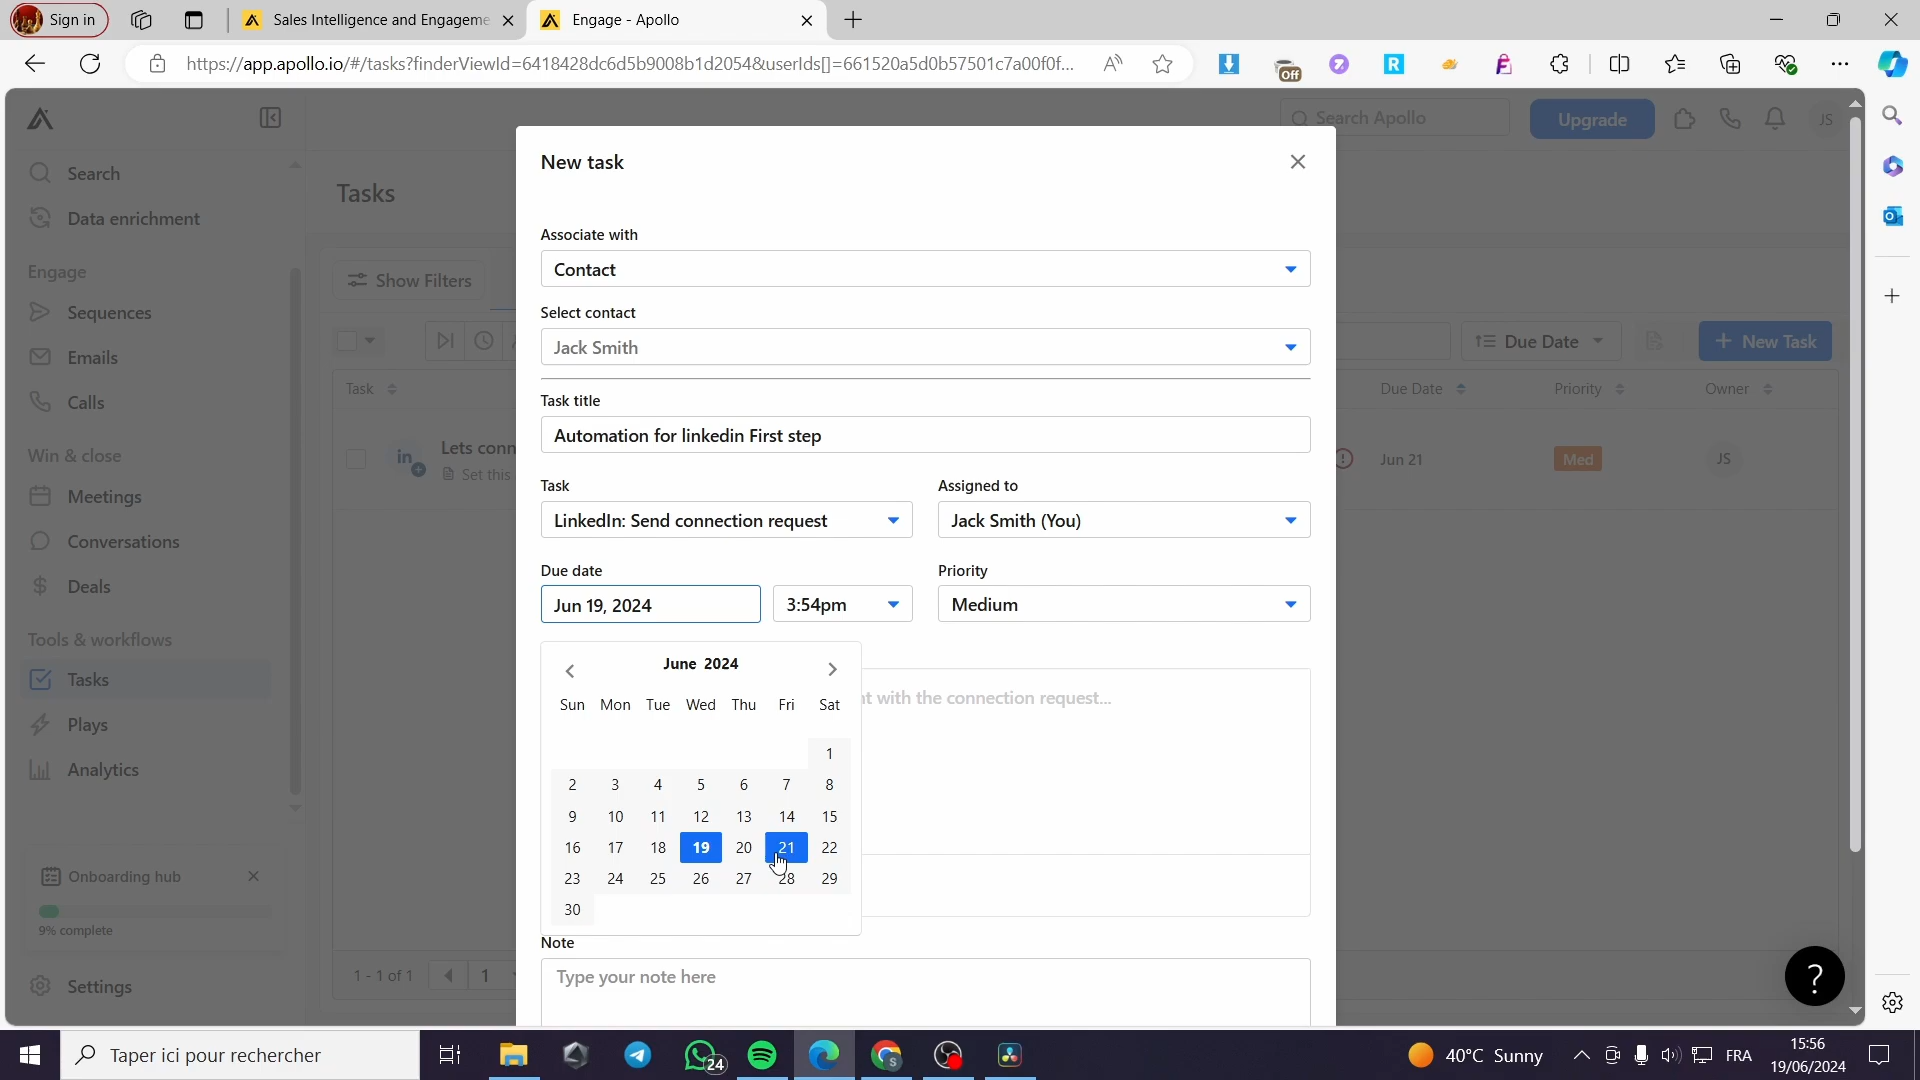 Sign in
Sales Intelligence and Engageme
Engage - Apollo
https://app.apollo.io/#/tasks?finderViewId=6418428dc6d5b9008b1d2054&userIds[]=661520a5d0b57501c7a00f0f...
Off
Search Apollo
Upgrade
JS
Search
Data enrichment
Engage
Sequences
Emails
Calls
Win & close
Meetings
Conversations
Deals
Tools & workflows
Tasks
Plays
Analytics
Onboarding hub
9% complete
Settings
Tasks
Show Filters
Due Date
New Task
Task
Due Date
Priority
Owner
Lets conn
Set this
Jun 21
Med
JS
1 - 1 of 1
1
New task
Associate with
Contact
Select contact
Jack Smith
Task title
Automation for linkedin First step
Task
Assigned to
LinkedIn: Send connection request
Jack Smith (You)
Due date
Priority
Jun 19, 2024
3:54pm
Medium
June 2024
Sun Mon Tue Wed Thu Fri Sat
1
2 3 4 5 6 7 8
9 10 11 12 13 14 15
16 17 18 19 20 21 22
23 24 25 26 27 28 29
30
t with the connection request...
Note
Type your note here
?
Taper ici pour rechercher
24
40°C Sunny
FRA
15:56
19/06/2024